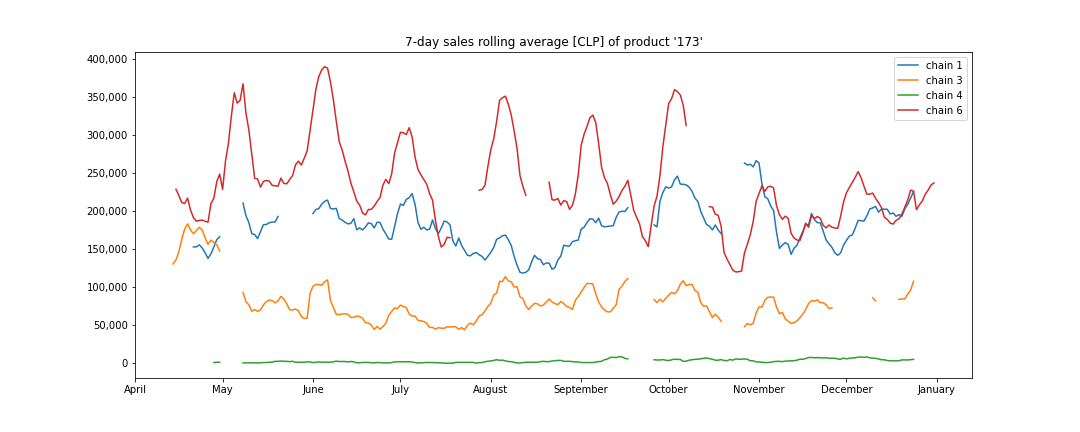 7-day sales rolling average [CLP] of product '173'
400,000
350,000
300,000
250,000
200,000
150,000
100,000
50,000
0
April May June July August September October November December January
chain 1
chain 3
chain 4
chain 6